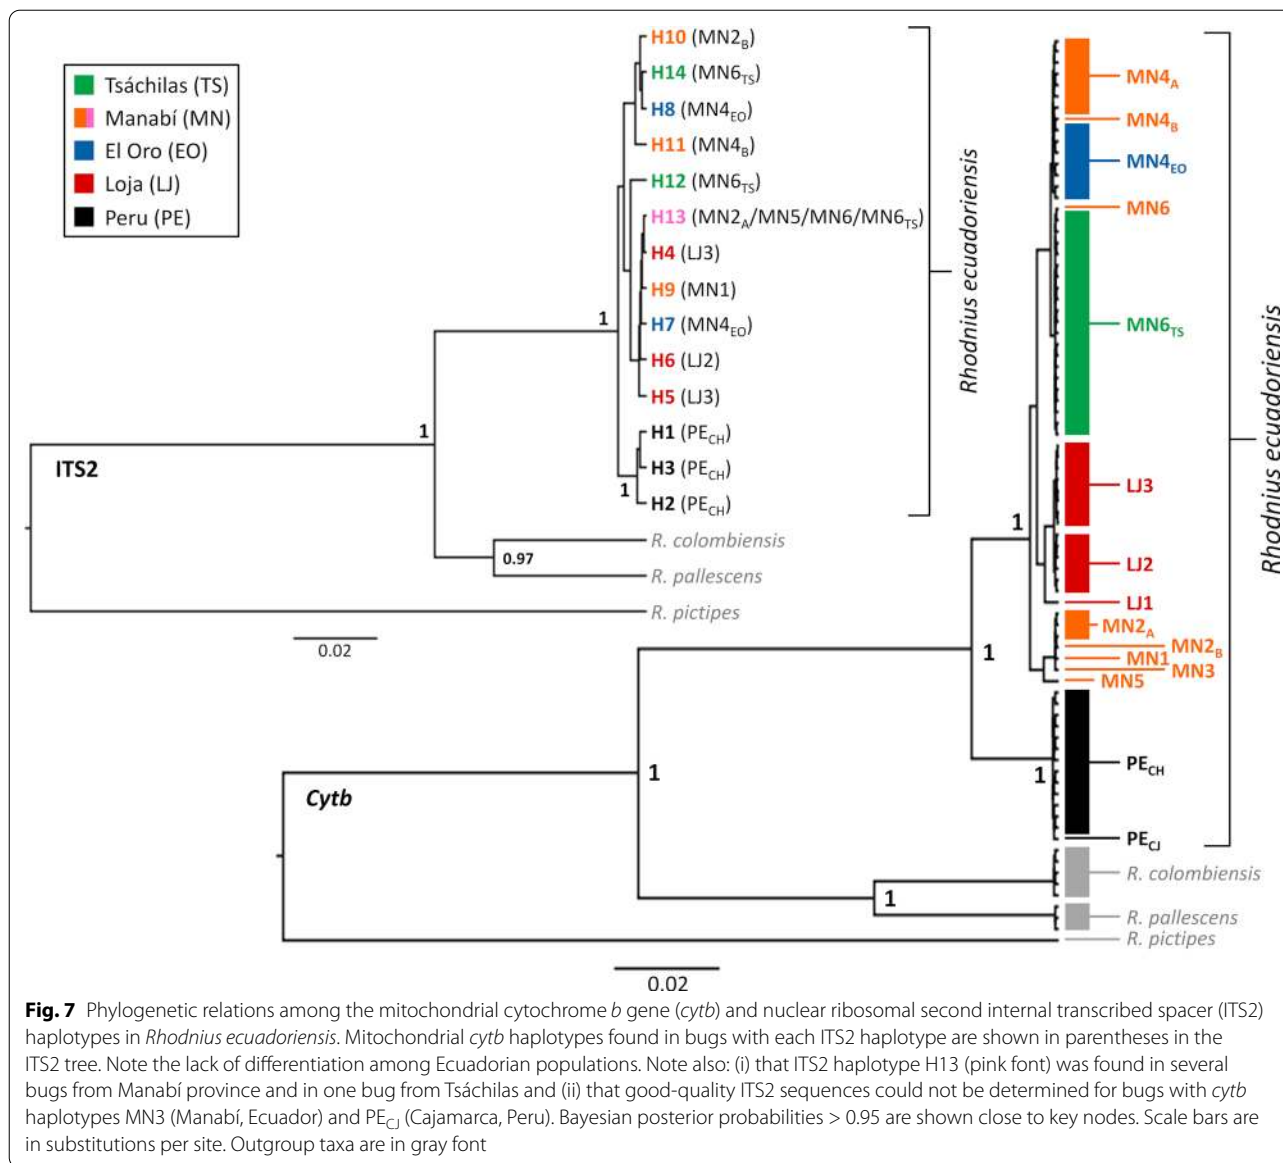 Tsáchilas (TS)
Manabí (MN)
El Oro (EO)
Loja (LJ)
Peru (PE)
H10 (MN2B)
H14 (MN6TS)
H8 (MN4EO)
H11 (MN4B)
H12 (MN6TS)
H13 (MN2A/MN5/MN6/MN6TS)
H4 (LJ3)
H9 (MN1)
H7 (MN4EO)
H6 (LJ2)
H5 (LJ3)
H1 (PECH)
H3 (PECH)
H2 (PECH)
R. colombiensis
R. pallescens
R. pictipes
Rhodnius ecuadoriensis
1
1
1
0.97
ITS2
0.02
MN4A
MN4B
MN4EO
MN6
MN6TS
LJ3
LJ2
LJ1
MN2A
MN2B
MN1
MN3
MN5
PECH
PECJ
R. colombiensis
R. pallescens
R. pictipes
Rhodnius ecuadoriensis
1
1
1
1
1
Cytb
0.02
Fig. 7 Phylogenetic relations among the mitochondrial cytochrome b gene (cytb) and nuclear ribosomal second internal transcribed spacer (ITS2)
haplotypes in Rhodnius ecuadoriensis. Mitochondrial cytb haplotypes found in bugs with each ITS2 haplotype are shown in parentheses in the
ITS2 tree. Note the lack of differentiation among Ecuadorian populations. Note also: (i) that ITS2 haplotype H13 (pink font) was found in several
bugs from Manabí province and in one bug from Tsáchilas and (ii) that good-quality ITS2 sequences could not be determined for bugs with cytb
haplotypes MN3 (Manabí, Ecuador) and PECJ (Cajamarca, Peru). Bayesian posterior probabilities > 0.95 are shown close to key nodes. Scale bars are
in substitutions per site. Outgroup taxa are in gray font